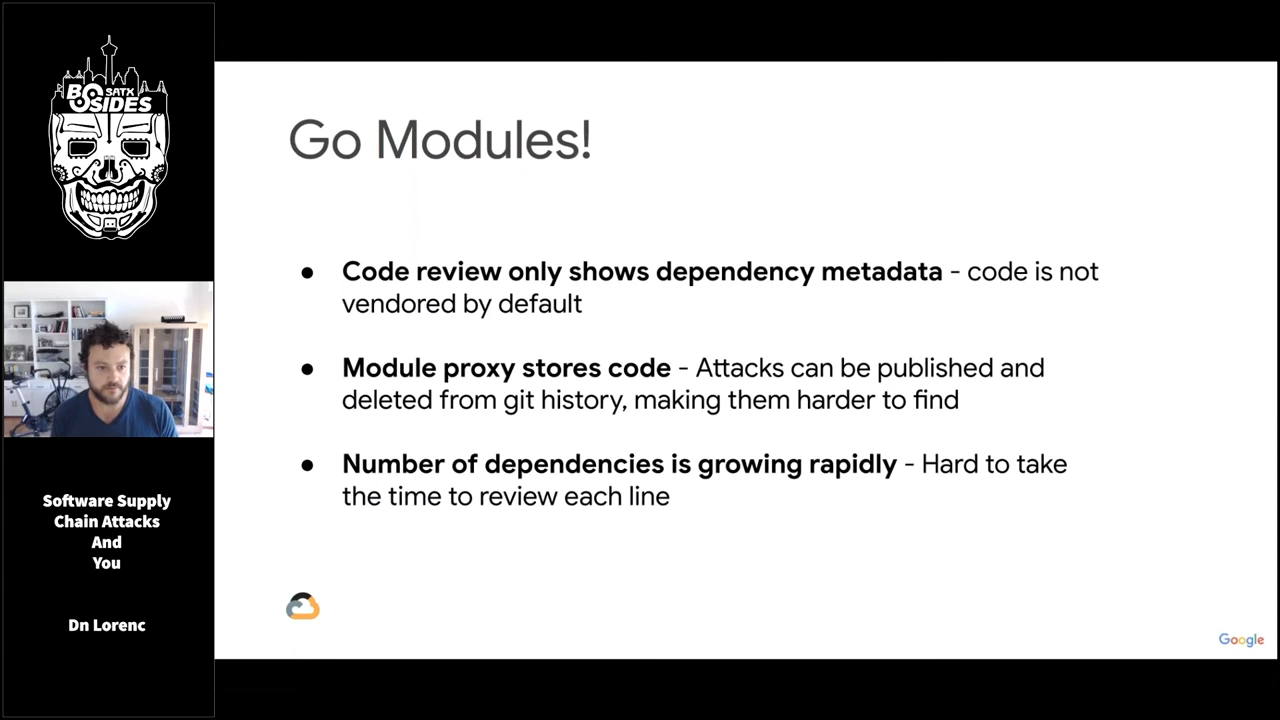 BSIDES
SATX
Software Supply
Chain Attacks
And
You
Dn Lorenc
Go Modules!
● Code review only shows dependency metadata - code is not
vendored by default
● Module proxy stores code - Attacks can be published and
deleted from git history, making them harder to find
● Number of dependencies is growing rapidly - Hard to take
the time to review each line
Google